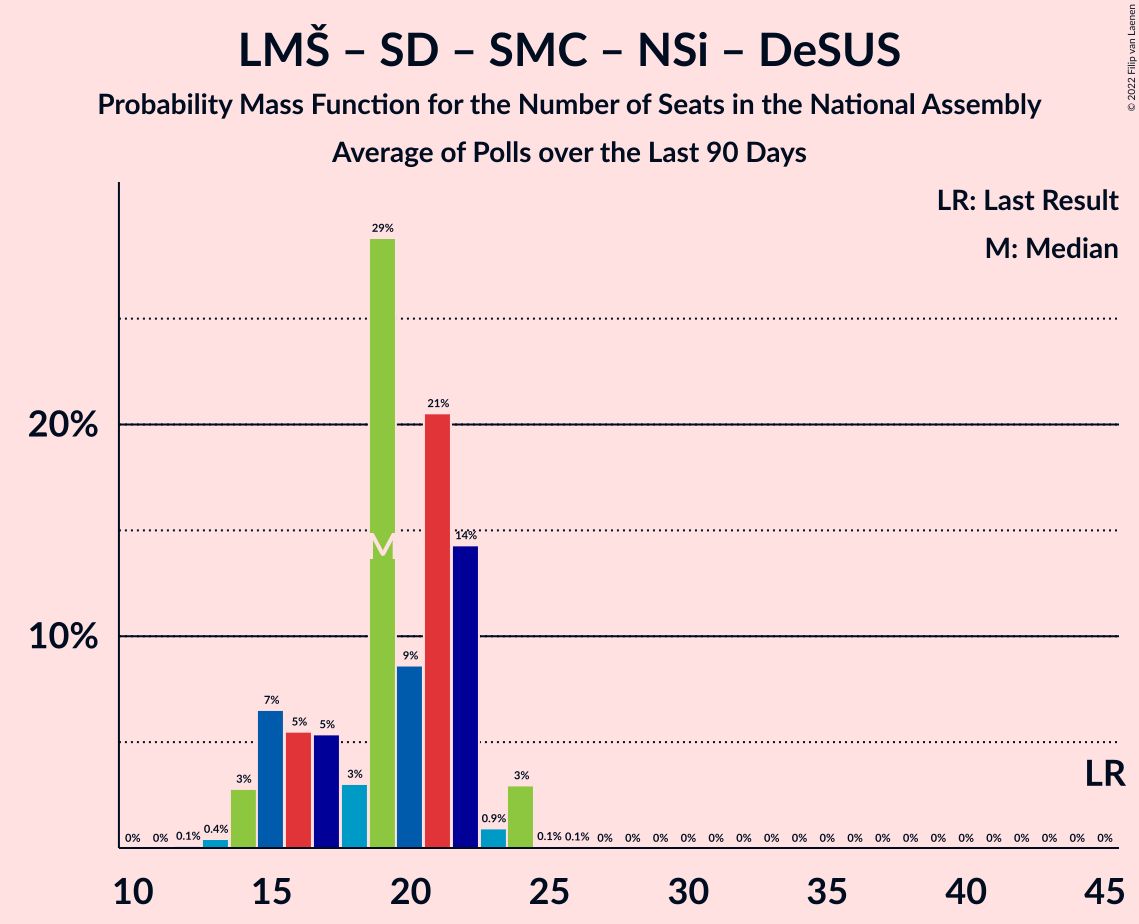 LMŠ – SD – SMC – NSi – DeSUS
Probability Mass Function for the Number of Seats in the National Assembly
Average of Polls over the Last 90 Days
© 2022 Filip van Laenen
LR: Last Result
M: Median
29%
21%
20%
14%
M
10%
9%
7%
5% 5%
3% 3% 3%
LR
0% 0% 0.1% 0.4% 0.9% 0.1% 0.1% 0% 0% 0% 0% 0% 0% 0% 0% 0% 0% 0% 0% 0% 0% 0% 0% 0% 0% 0%
10 15 20 25 30 35 40 45